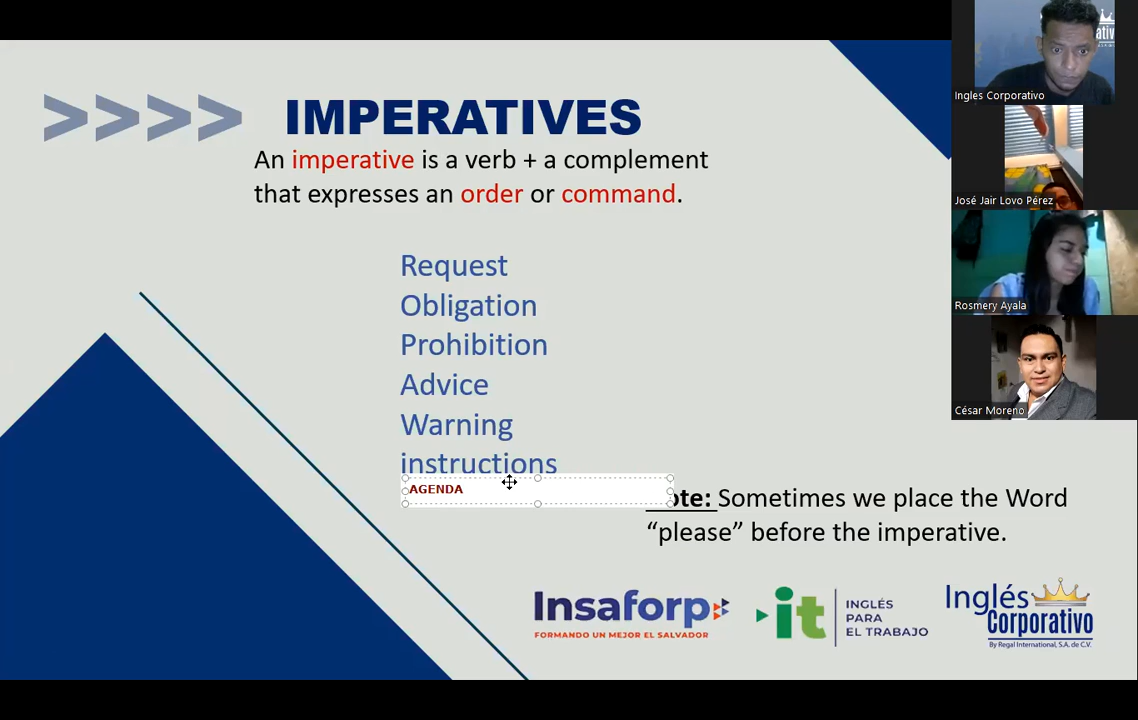 >>>> IMPERATIVES
An imperative is a verb + a complement
that expresses an order or command.
Request
Obligation
Prohibition
Advice
Warning
instructions
AGENDA
ote: Sometimes we place the Word
“please” before the imperative.
Insaforp
FORMANDO UN MEJOR EL SALVADOR
it
INGLÉS
PARA
EL TRABAJO
Inglés
Corporativo
By Regal International, S.A. de C.V.
Ingles Corporativo
José Jair Lovo Pérez
Rosmery Ayala
César Moreno